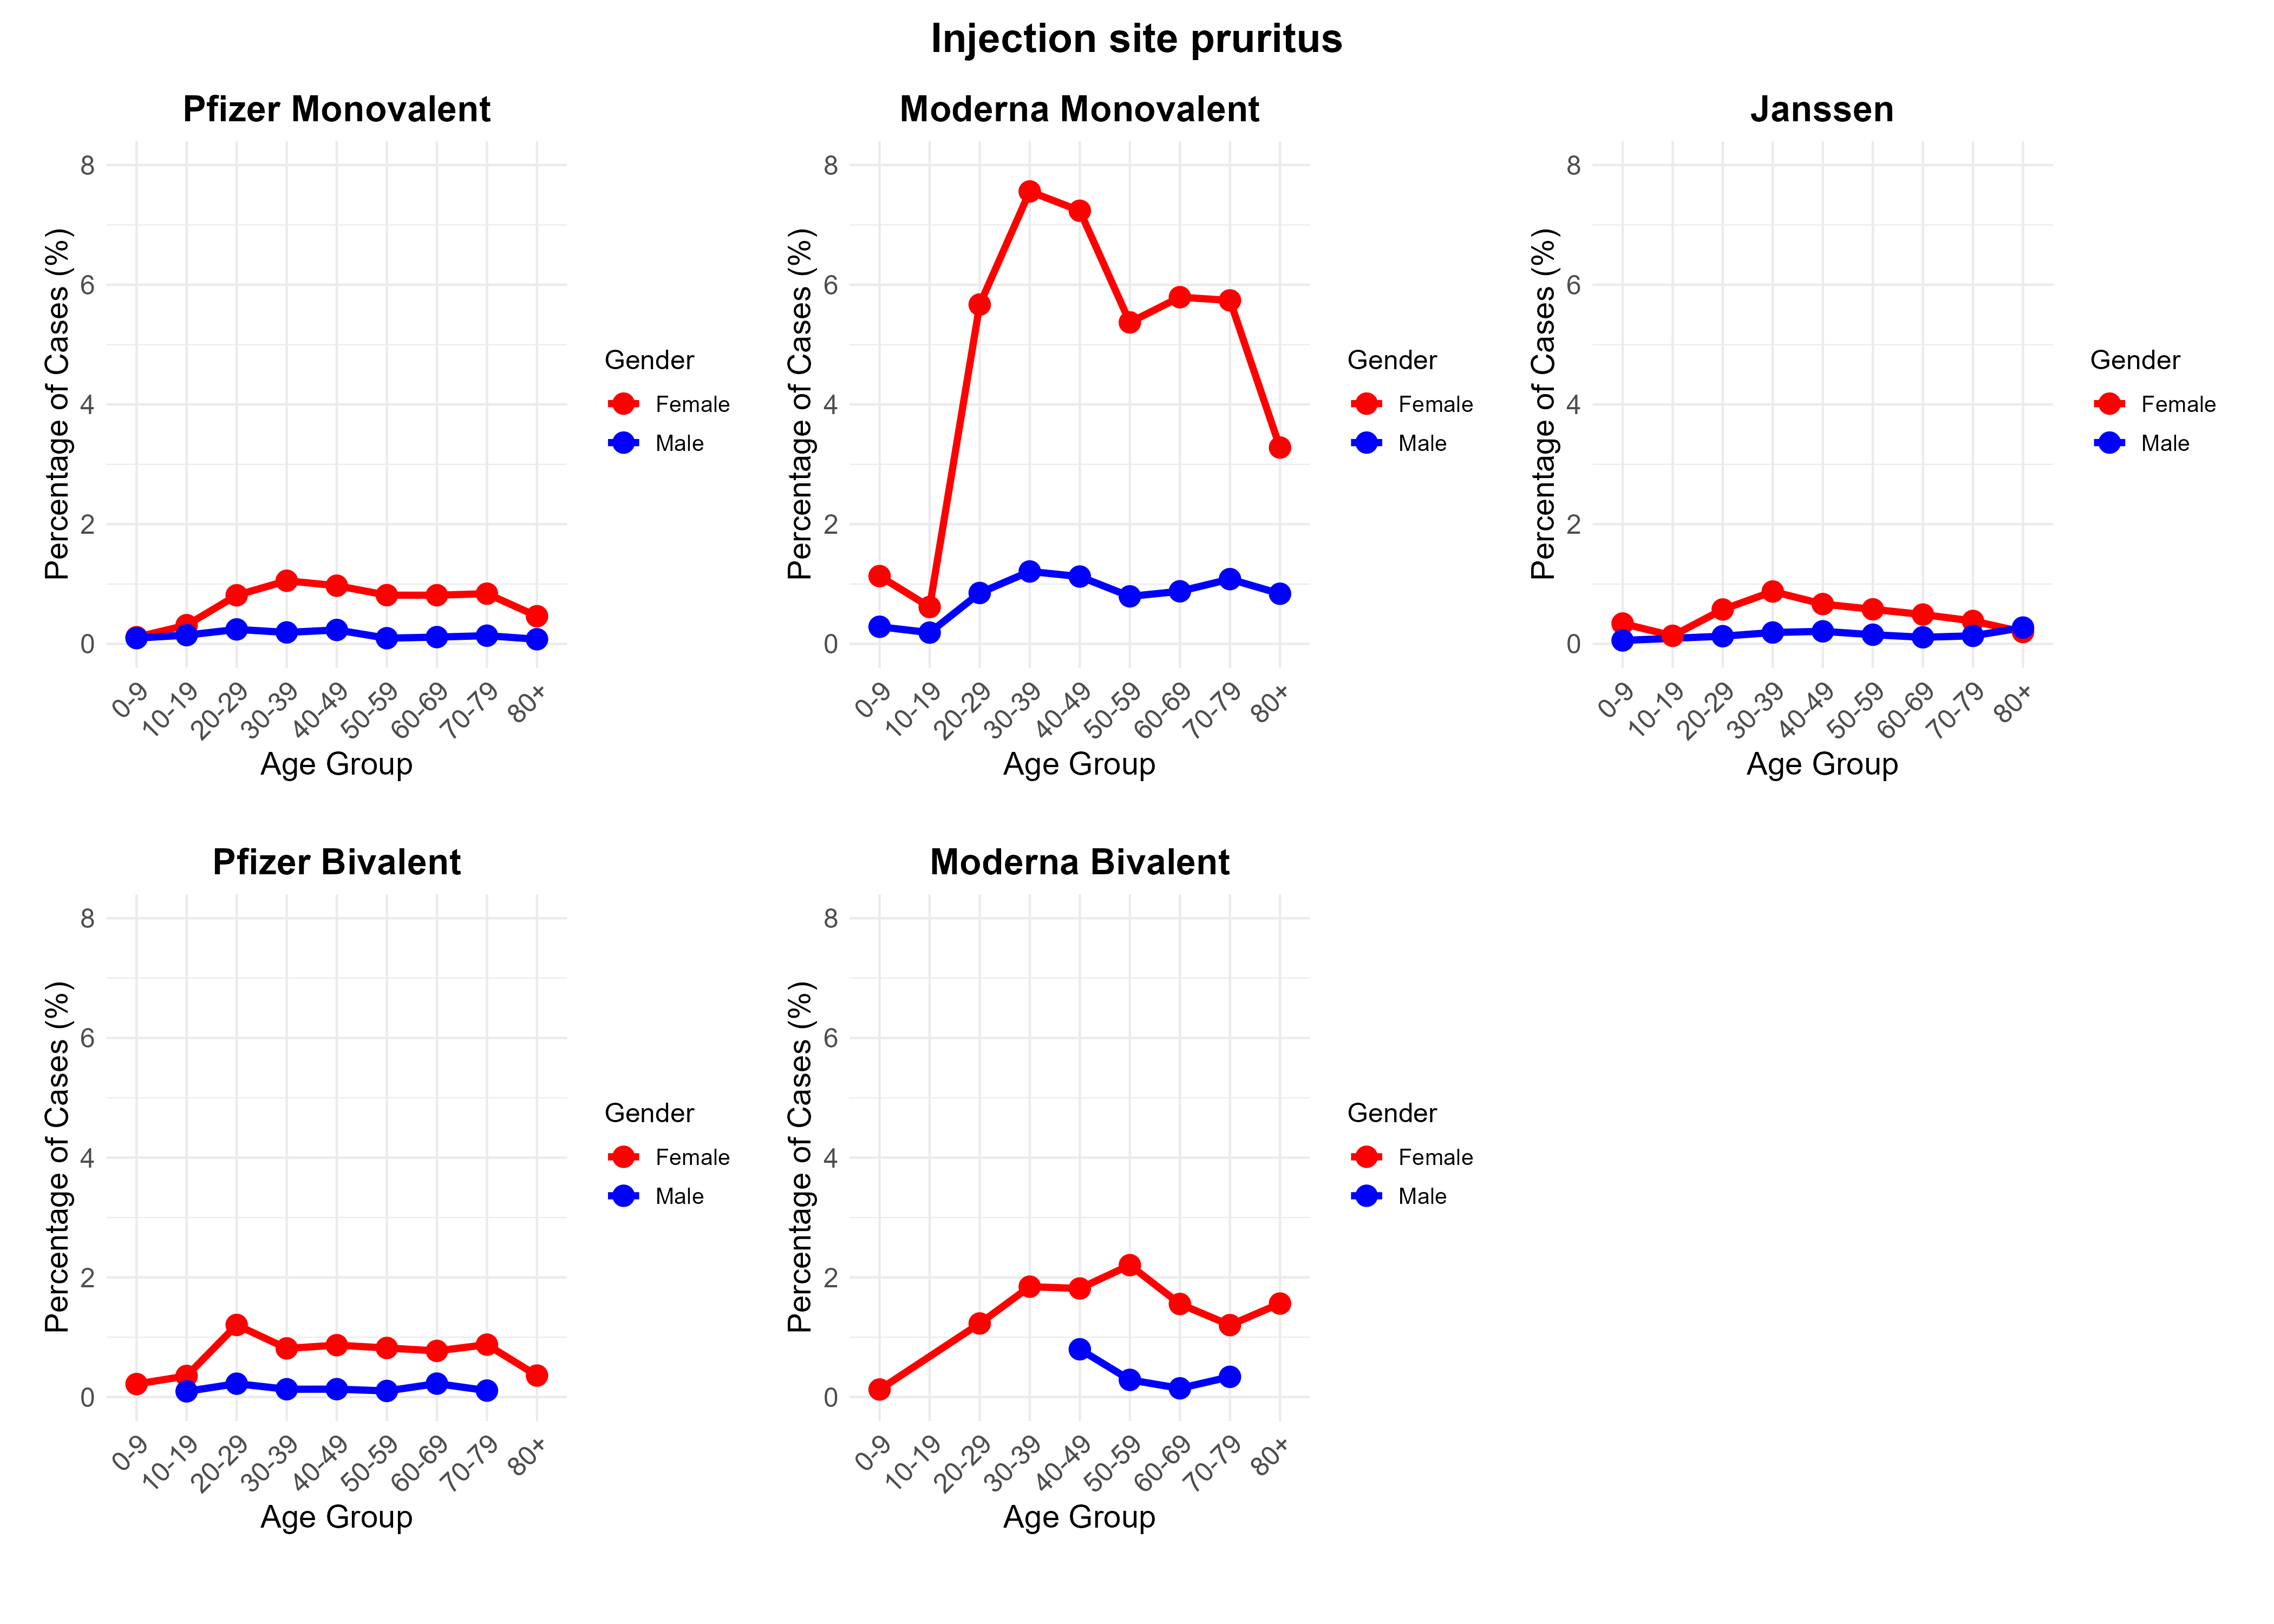 Injection site pruritus
Pfizer Monovalent
Percentage of Cases (%)
8
6
4
2
0
0-9
10-19
20-29
30-39
40-49
50-59
60-69
70-79
80+
Age Group
Gender
Female
Male
Moderna Monovalent
Percentage of Cases (%)
8
6
4
2
0
0-9
10-19
20-29
30-39
40-49
50-59
60-69
70-79
80+
Age Group
Gender
Female
Male
Janssen
Percentage of Cases (%)
8
6
4
2
0
0-9
10-19
20-29
30-39
40-49
50-59
60-69
70-79
80+
Age Group
Gender
Female
Male
Pfizer Bivalent
Percentage of Cases (%)
8
6
4
2
0
0-9
10-19
20-29
30-39
40-49
50-59
60-69
70-79
80+
Age Group
Gender
Female
Male
Moderna Bivalent
Percentage of Cases (%)
8
6
4
2
0
0-9
10-19
20-29
30-39
40-49
50-59
60-69
70-79
80+
Age Group
Gender
Female
Male